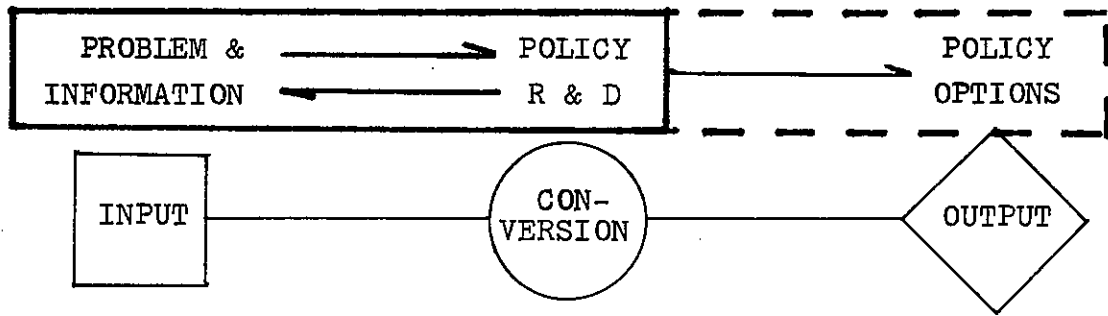 PROBLEM & POLICY POLICY
INFORMATION R & D OPTIONS
INPUT CON-
VERSION OUTPUT